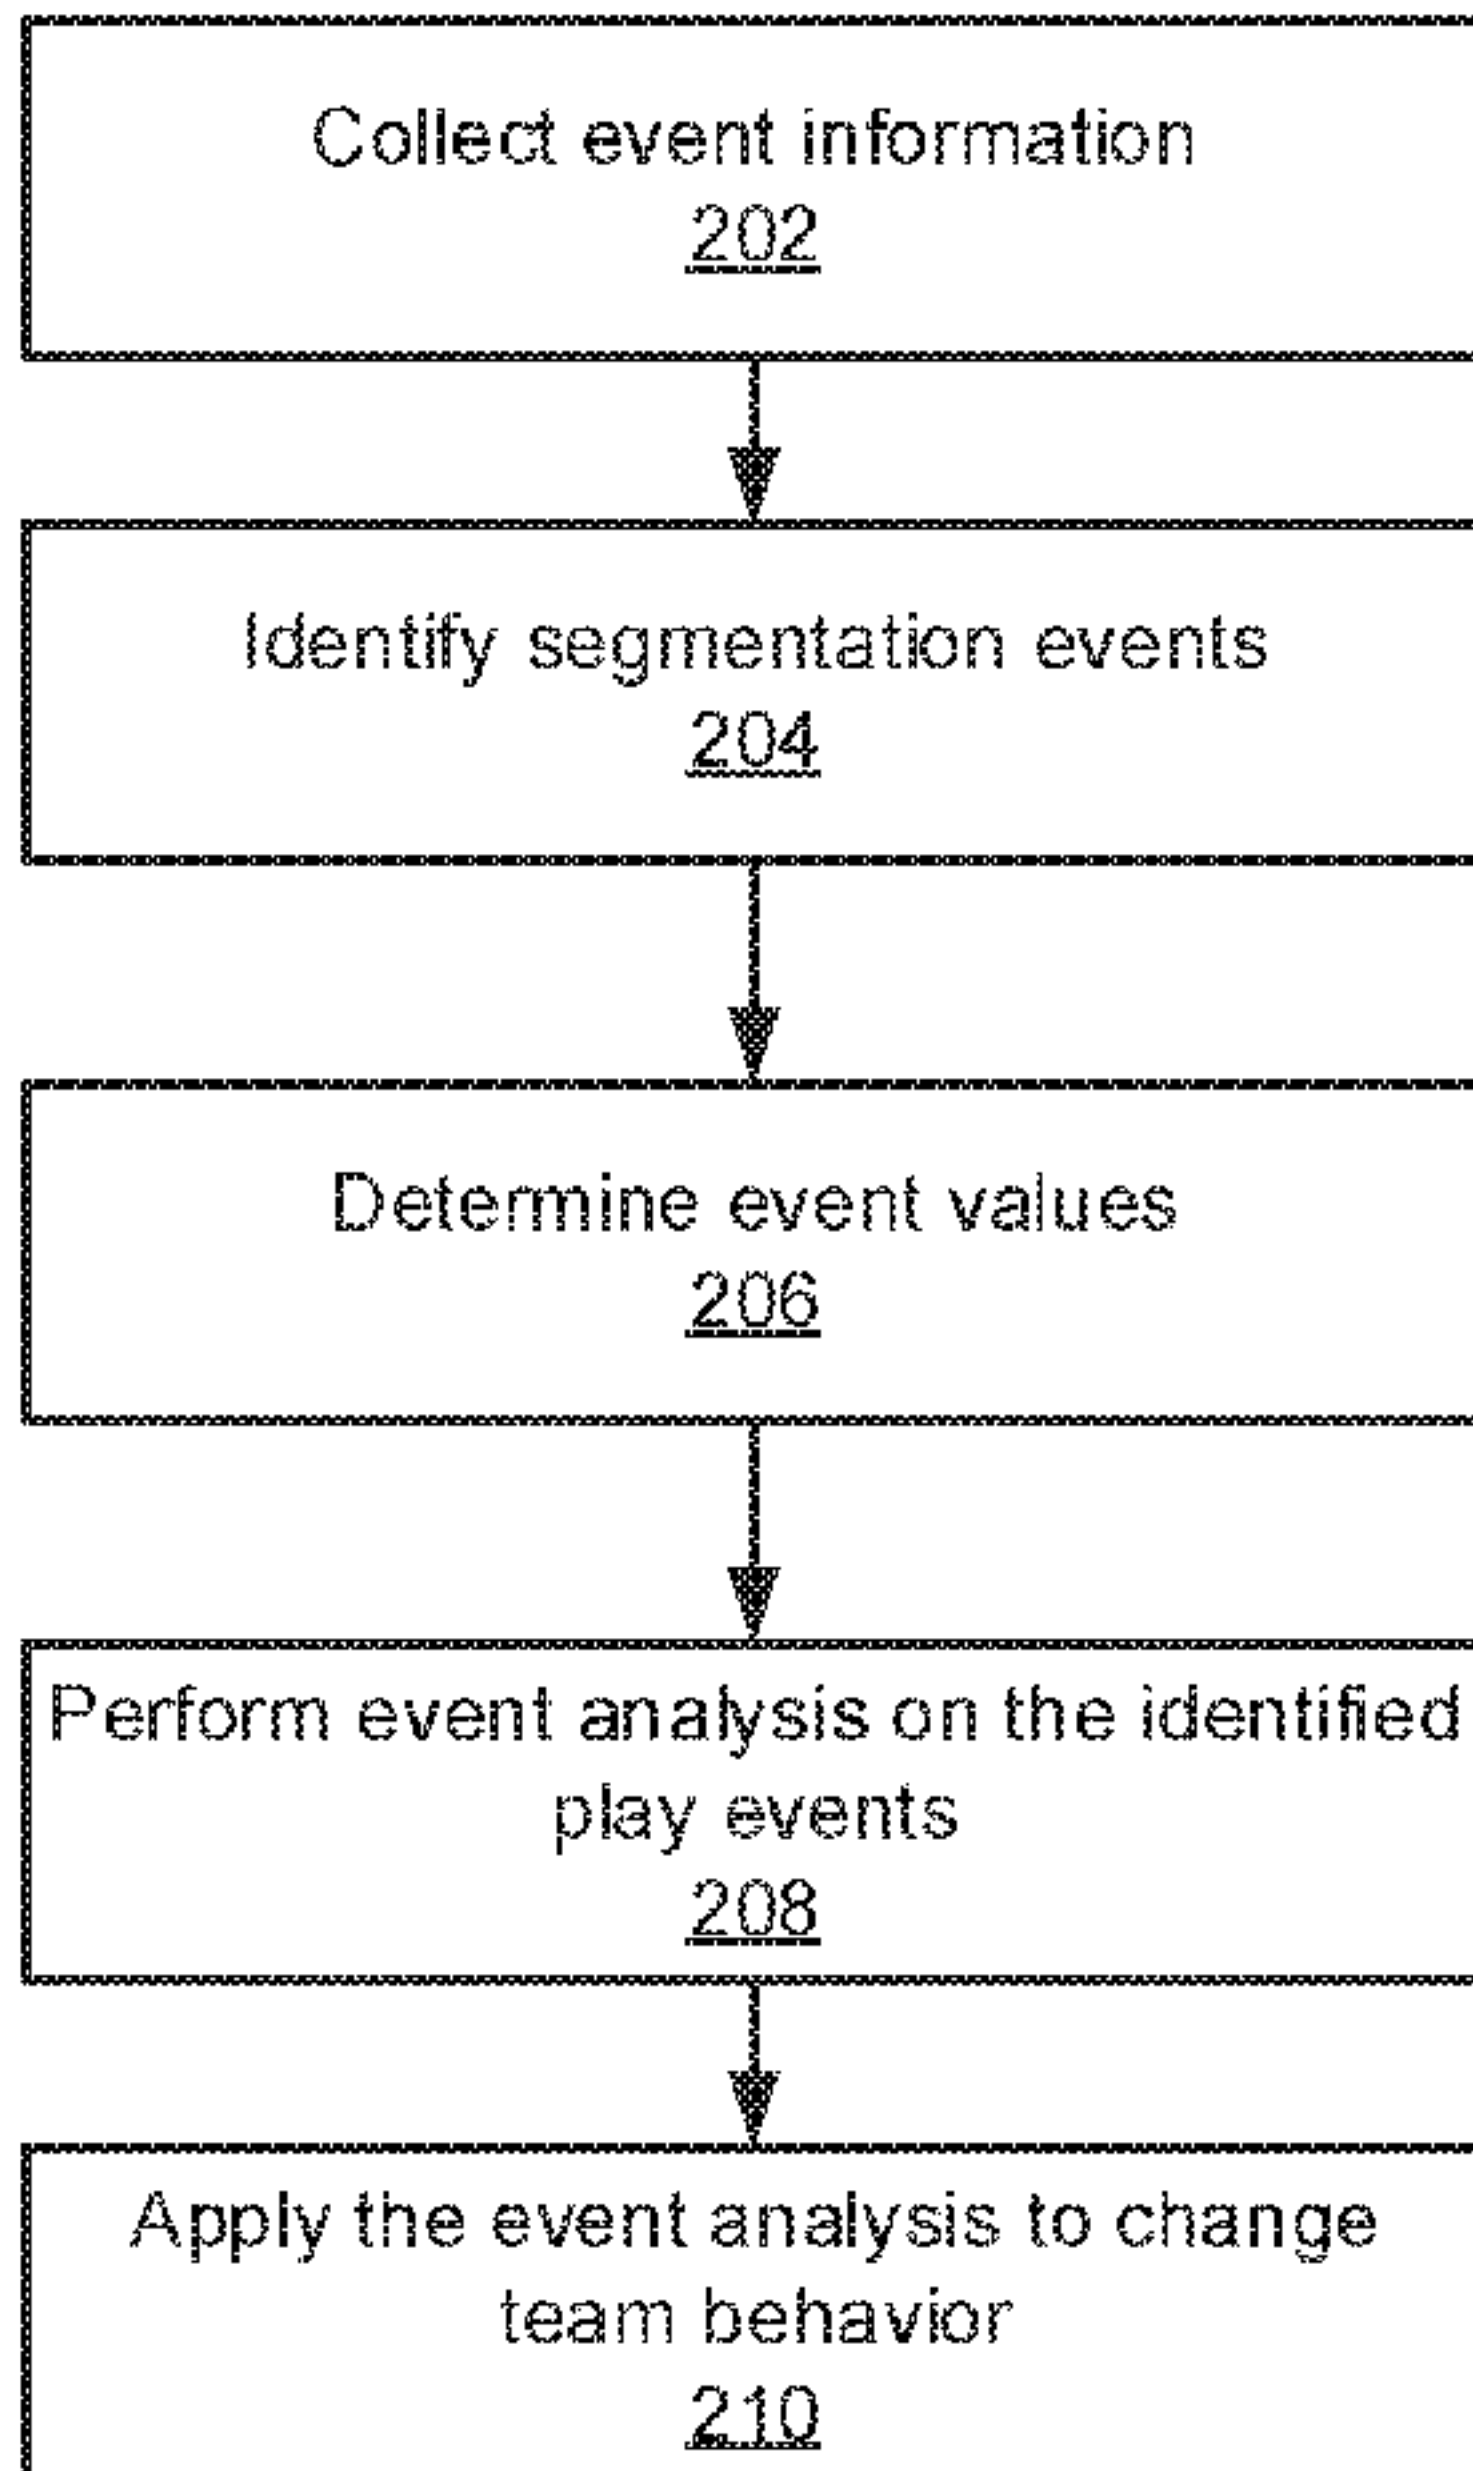 Collect event information
202
Identify segmentation events
204
Determine event values
206
Perform event analysis on the identified
play events
208
Apply the event analysis to change
team behavior
210